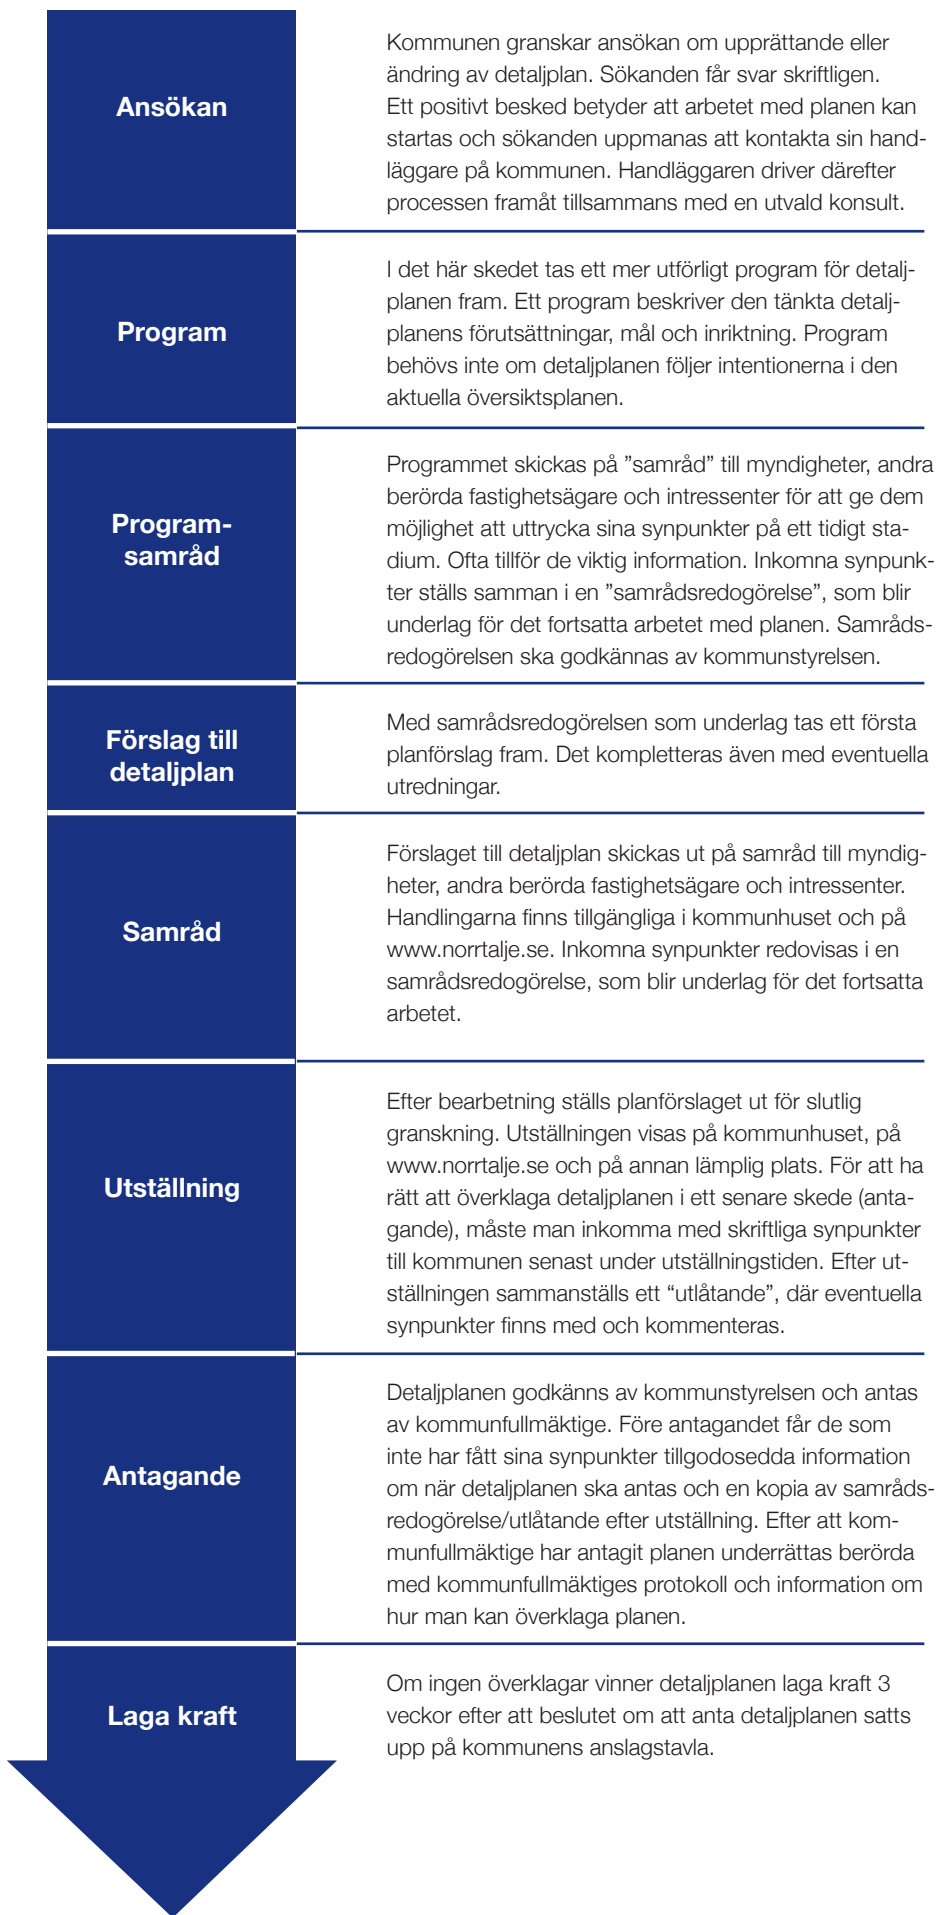 Ansökan
Kommunen granskar ansökan om upprättande eller
ändring av detaljplan. Sökanden får svar skriftligen.
Ett positivt besked betyder att arbetet med planen kan
startas och sökanden uppmanas att kontakta sin hand-
läggare på kommunen. Handläggaren driver därefter
processen framåt tillsammans med en utvald konsult.
Program
I det här skedet tas ett mer utförligt program för detalj-
planen fram. Ett program beskriver den tänkta detalj-
planens förutsättningar, mål och inriktning. Program
behövs inte om detaljplanen följer intentionerna i den
aktuella översiktsplanen.
Program-
samråd
Programmet skickas på ”samråd” till myndigheter, andra
berörda fastighetsägare och intressenter för att ge dem
möjlighet att uttrycka sina synpunkter på ett tidigt sta-
dium. Ofta tillför de viktig information. Inkomna synpunk-
ter ställs samman i en ”samrådsredogörelse”, som blir
underlag för det fortsatta arbetet med planen. Samråds-
redogörelsen ska godkännas av kommunstyrelsen.
Förslag till
detaljplan
Med samrådsredogörelsen som underlag tas ett första
planförslag fram. Det kompletteras även med eventuella
utredningar.
Samråd
Förslaget till detaljplan skickas ut på samråd till myndig-
heter, andra berörda fastighetsägare och intressenter.
Handlingarna finns tillgängliga i kommunhuset och på
www.norrtalje.se. Inkomna synpunkter redovisas i en
samrådsredogörelse, som blir underlag för det fortsatta
arbetet.
Utställning
Efter bearbetning ställs planförslaget ut för slutlig
granskning. Utställningen visas på kommunhuset, på
www.norrtalje.se och på annan lämplig plats. För att ha
rätt att överklaga detaljplanen i ett senare skede (anta-
gande), måste man inkomma med skriftliga synpunkter
till kommunen senast under utställningstiden. Efter ut-
ställningen sammanställs ett “utlåtande”, där eventuella
synpunkter finns med och kommenteras.
Antagande
Detaljplanen godkänns av kommunstyrelsen och antas
av kommunfullmäktige. Före antagandet får de som
inte har fått sina synpunkter tillgodosedda information
om när detaljplanen ska antas och en kopia av samråds-
redogörelse/utlåtande efter utställning. Efter att kom-
munfullmäktige har antagit planen underrättas berörda
med kommunfullmäktiges protokoll och information om
hur man kan överklaga planen.
Laga kraft
Om ingen överklagar vinner detaljplanen laga kraft 3
veckor efter att beslutet om att anta detaljplanen satts
upp på kommunens anslagstavla.